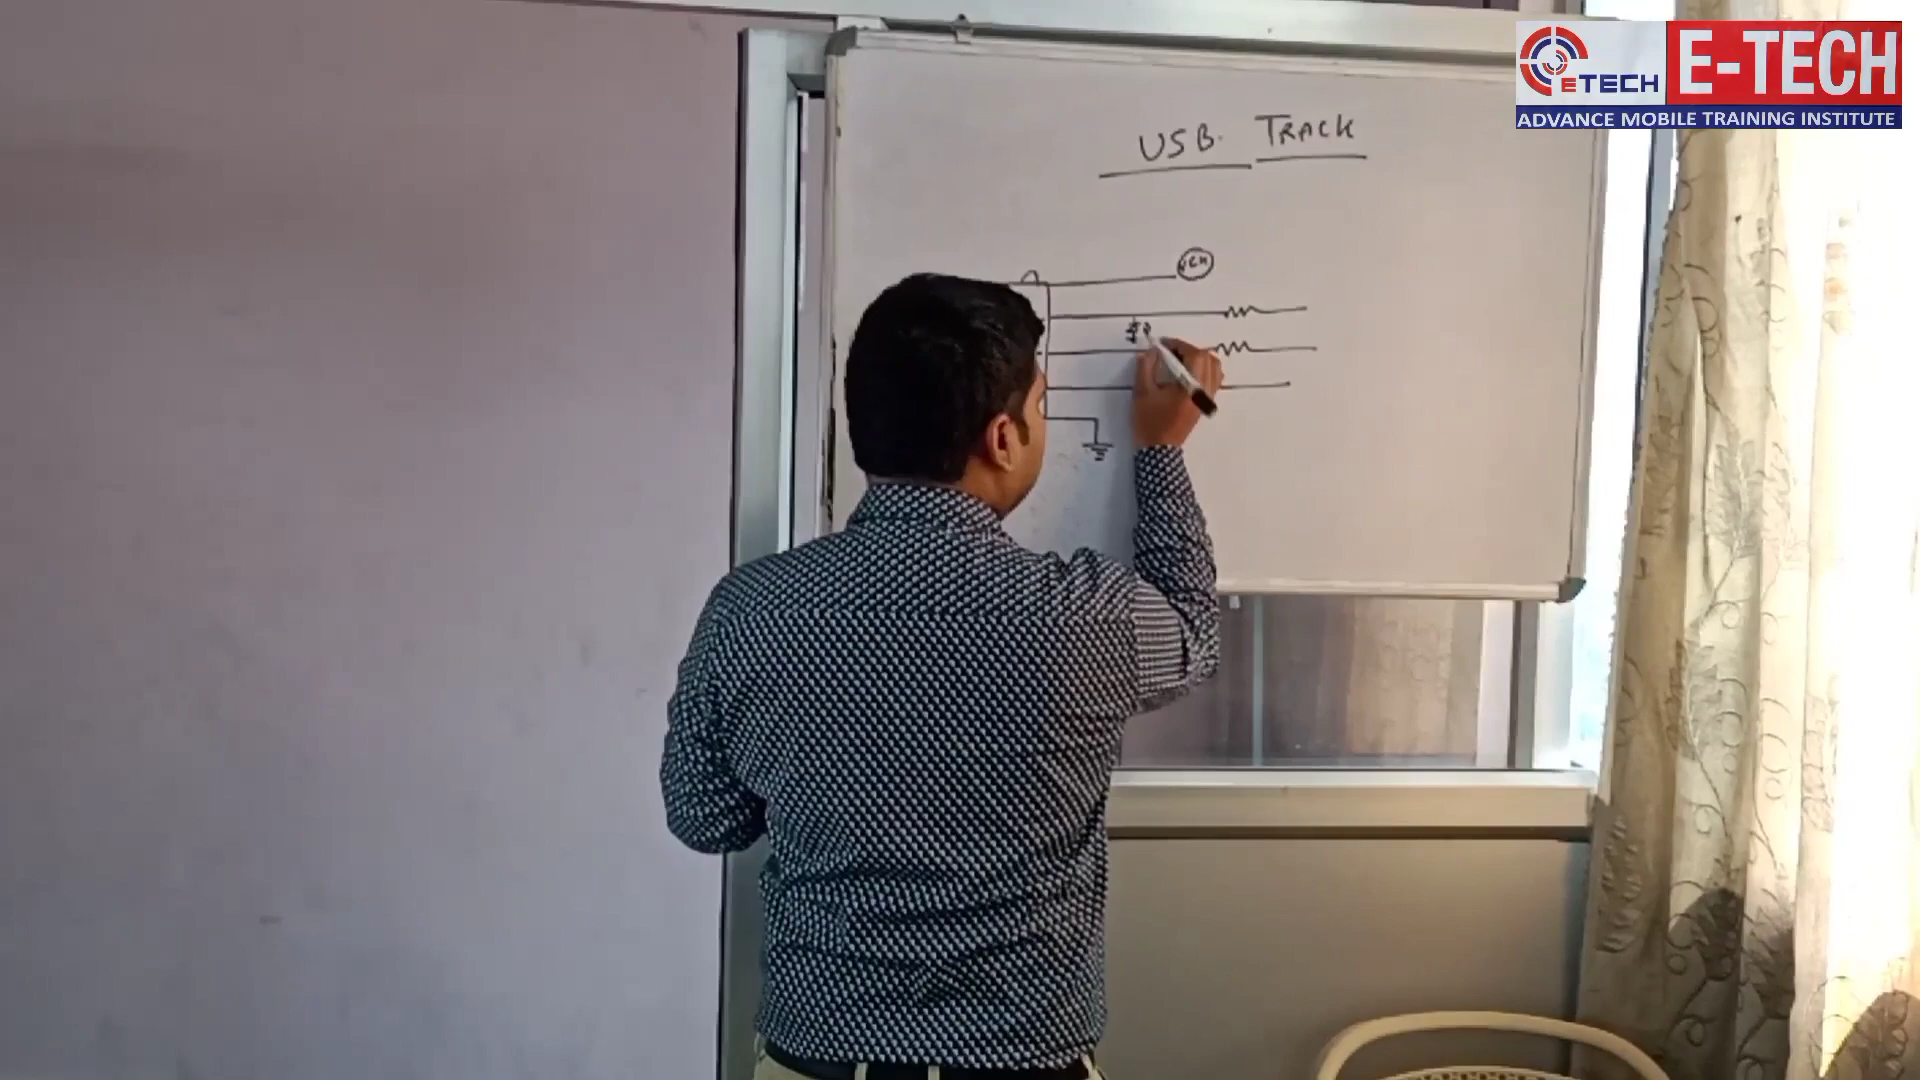 eTECH E-TECH
ADVANCE MOBILE TRAINING INSTITUTE
USB. TRACK